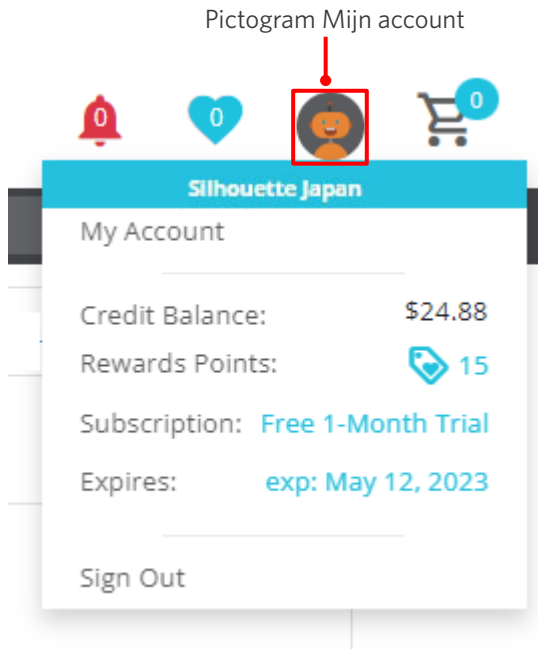 Pictogram Mijn account
0 0 0
Silhouette Japan
My Account
Credit Balance: $24.88
Rewards Points: 15
Subscription: Free 1-Month Trial
Expires: exp: May 12, 2023
Sign Out